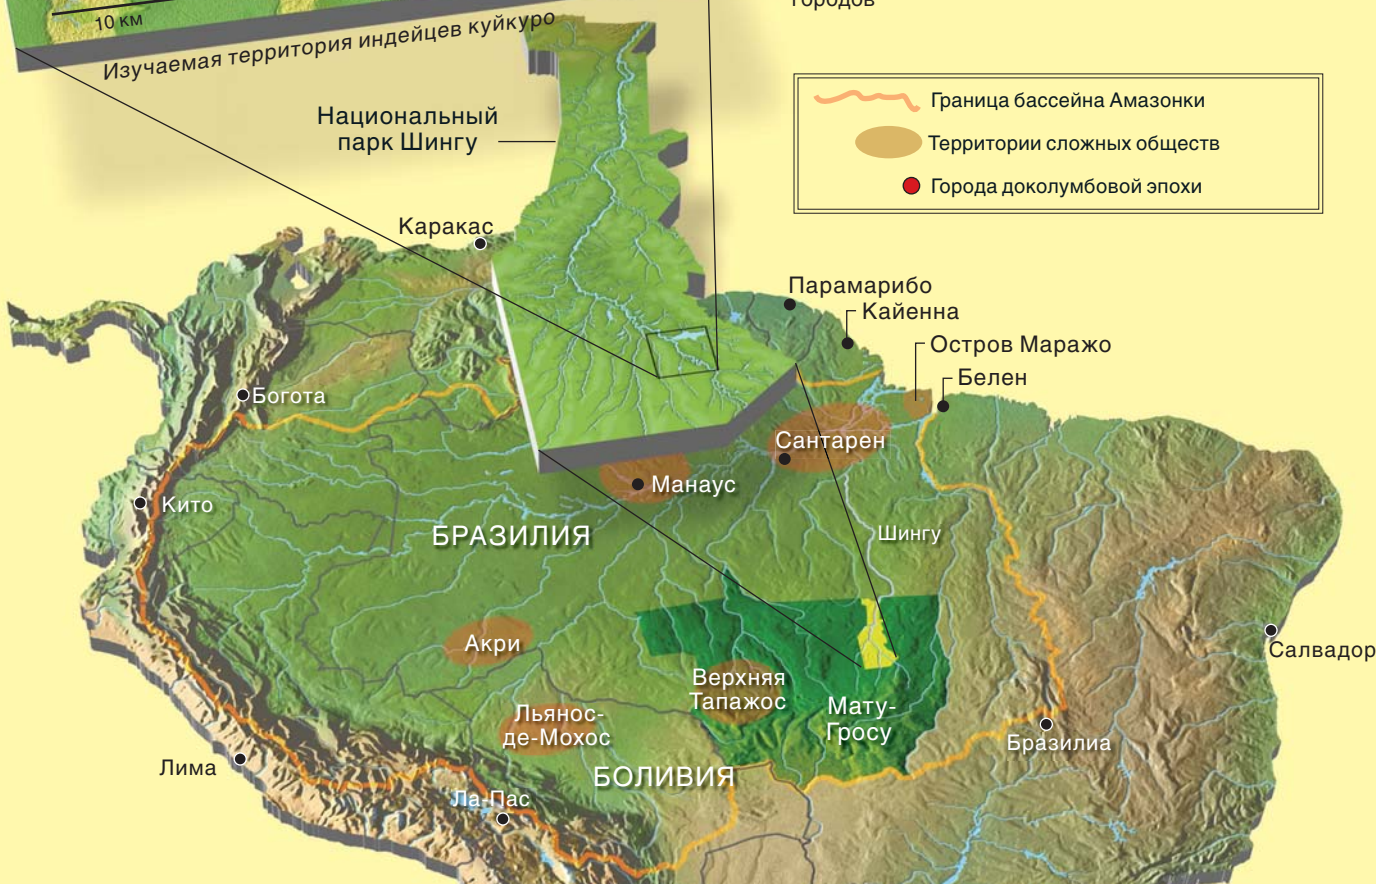 городов
10 км
Изучаемая территория индейцев куйкуро
Граница бассейна Амазонки
Территории сложных обществ
Города доколумбовой эпохи
Национальный
парк Шингу
Каракас
Парамарибо
Кайенна
Остров Маражо
Белен
Богота
Сантарен
Манаус
Кито
БРАЗИЛИЯ
Шингу
Акри
Салвадор
Верхняя
Тапажос
Мату-
Гросу
Льянос-
де-Мохос
Бразилиа
Лима
БОЛИВИЯ
Ла-Пас